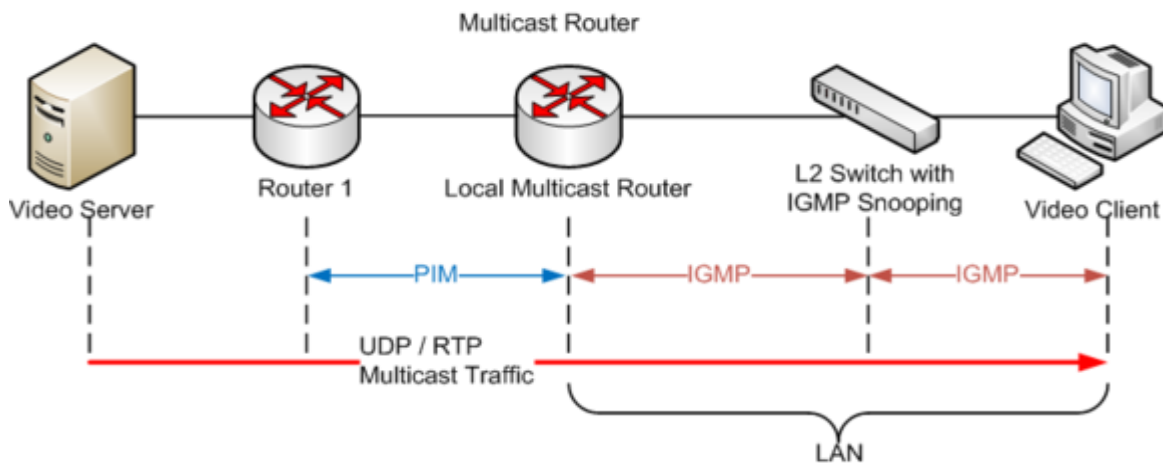 Multicast Router
Video Server
Router 1
Local Multicast Router
L2 Switch with
IGMP Snooping
Video Client
PIM
IGMP
IGMP
UDP / RTP
Multicast Traffic
LAN